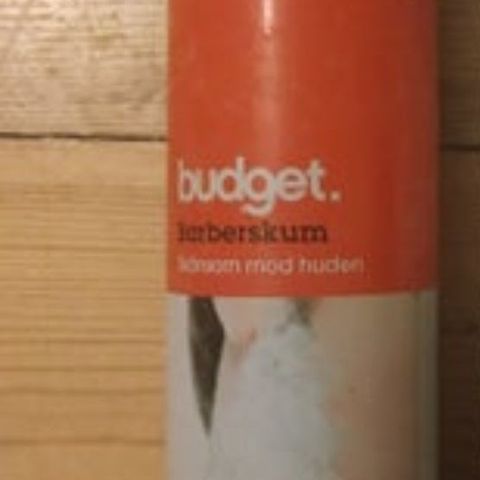 budget.
barberskum
skånsom mod huden